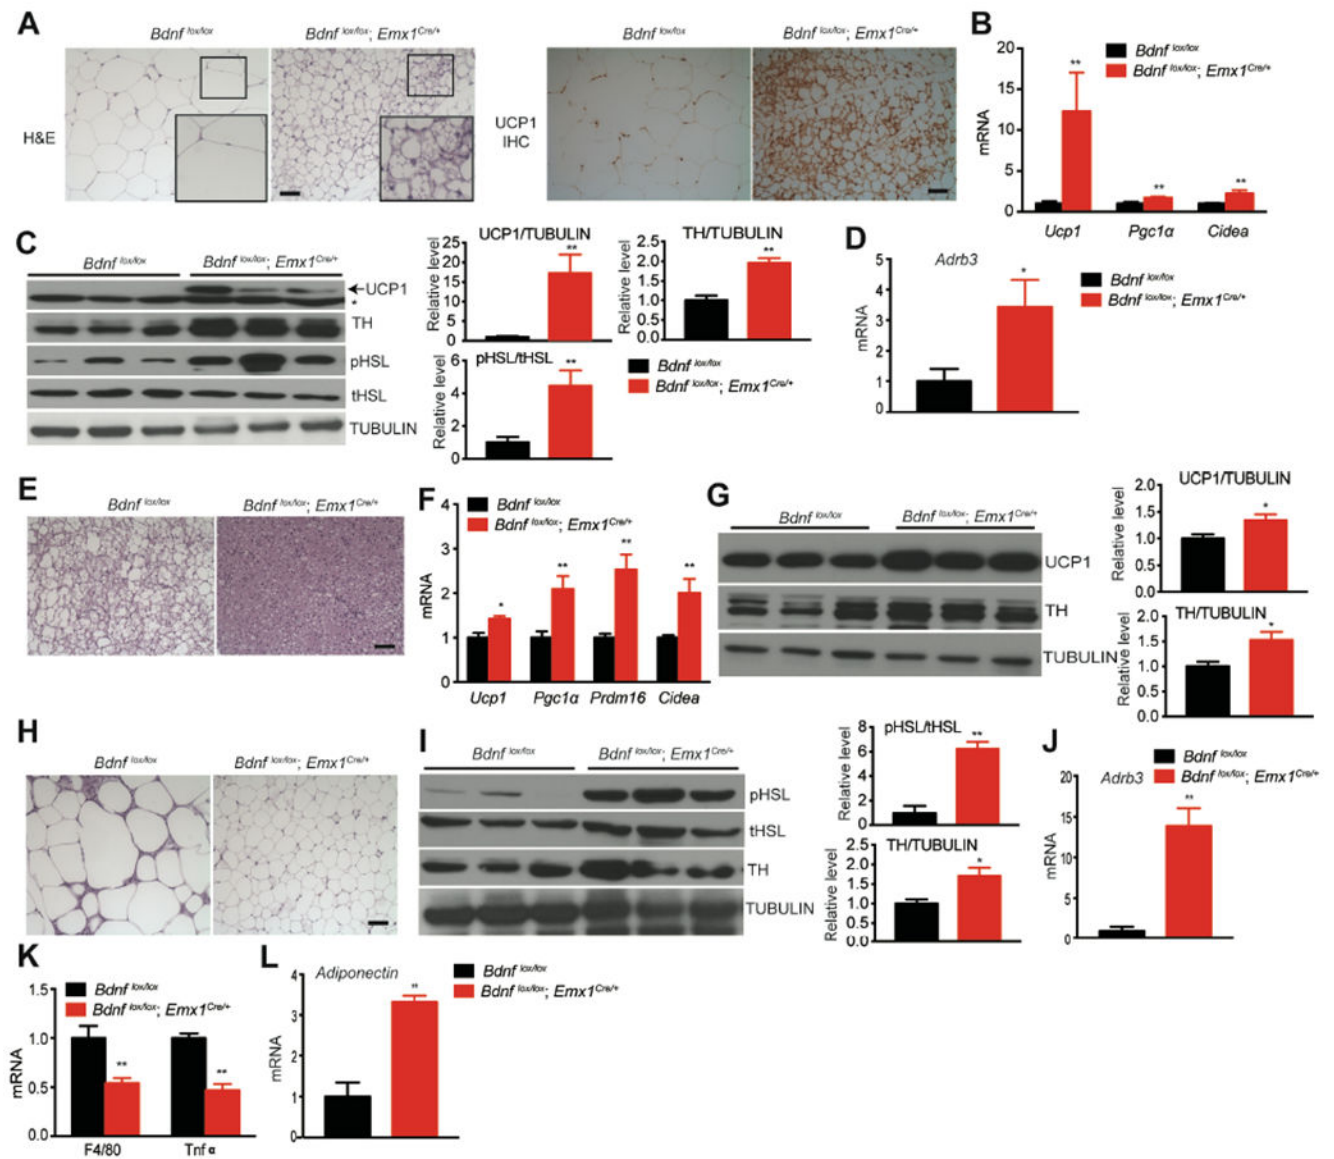 A
Bdnf lox/lox
Bdnf lox/lox; Emx1Cre/+
H&E
Bdnf lox/lox
Bdnf lox/lox; Emx1Cre/+
UCP1
IHC
B
Bdnf lox/lox
Bdnf lox/lox; Emx1Cre/+
mRNA
20
15
10
5
0
**
**
**
Ucp1
Pgc1α
Cidea
C
Bdnf lox/lox
Bdnf lox/lox; Emx1Cre/+
UCP1
*
TH
pHSL
tHSL
TUBULIN
UCP1/TUBULIN
Relative level
25
20
15
10
5
0
**
TH/TUBULIN
Relative level
2.5
2.0
1.5
1.0
0.5
0.0
**
pHSL/tHSL
Relative level
6
4
2
0
**
Bdnf lox/lox
Bdnf lox/lox; Emx1Cre/+
D
Adrb3
mRNA
5
4
3
2
1
0
*
Bdnf lox/lox
Bdnf lox/lox; Emx1Cre/+
E
Bdnf lox/lox
Bdnf lox/lox; Emx1Cre/+
F
Bdnf lox/lox
Bdnf lox/lox; Emx1Cre/+
mRNA
4
3
2
1
0
*
**
**
**
Ucp1
Pgc1α
Prdm16
Cidea
G
Bdnf lox/lox
Bdnf lox/lox; Emx1Cre/+
UCP1
TH
TUBULIN
UCP1/TUBULIN
Relative level
2.0
1.5
1.0
0.5
0.0
*
TH/TUBULIN
Relative level
2.0
1.5
1.0
0.5
0.0
*
H
Bdnf lox/lox
Bdnf lox/lox; Emx1Cre/+
I
Bdnf lox/lox
Bdnf lox/lox; Emx1Cre/+
pHSL
tHSL
TH
TUBULIN
pHSL/tHSL
Relative level
8
6
4
2
0
**
TH/TUBULIN
Relative level
2.5
2.0
1.5
1.0
0.5
0.0
*
J
Bdnf lox/lox
Bdnf lox/lox; Emx1Cre/+
Adrb3
mRNA
20
15
10
5
0
**
K
Bdnf lox/lox
Bdnf lox/lox; Emx1Cre/+
mRNA
1.5
1.0
0.5
0.0
**
**
F4/80
Tnfα
L
Adiponectin
mRNA
4
3
2
1
0
**
Bdnf lox/lox
Bdnf lox/lox; Emx1Cre/+